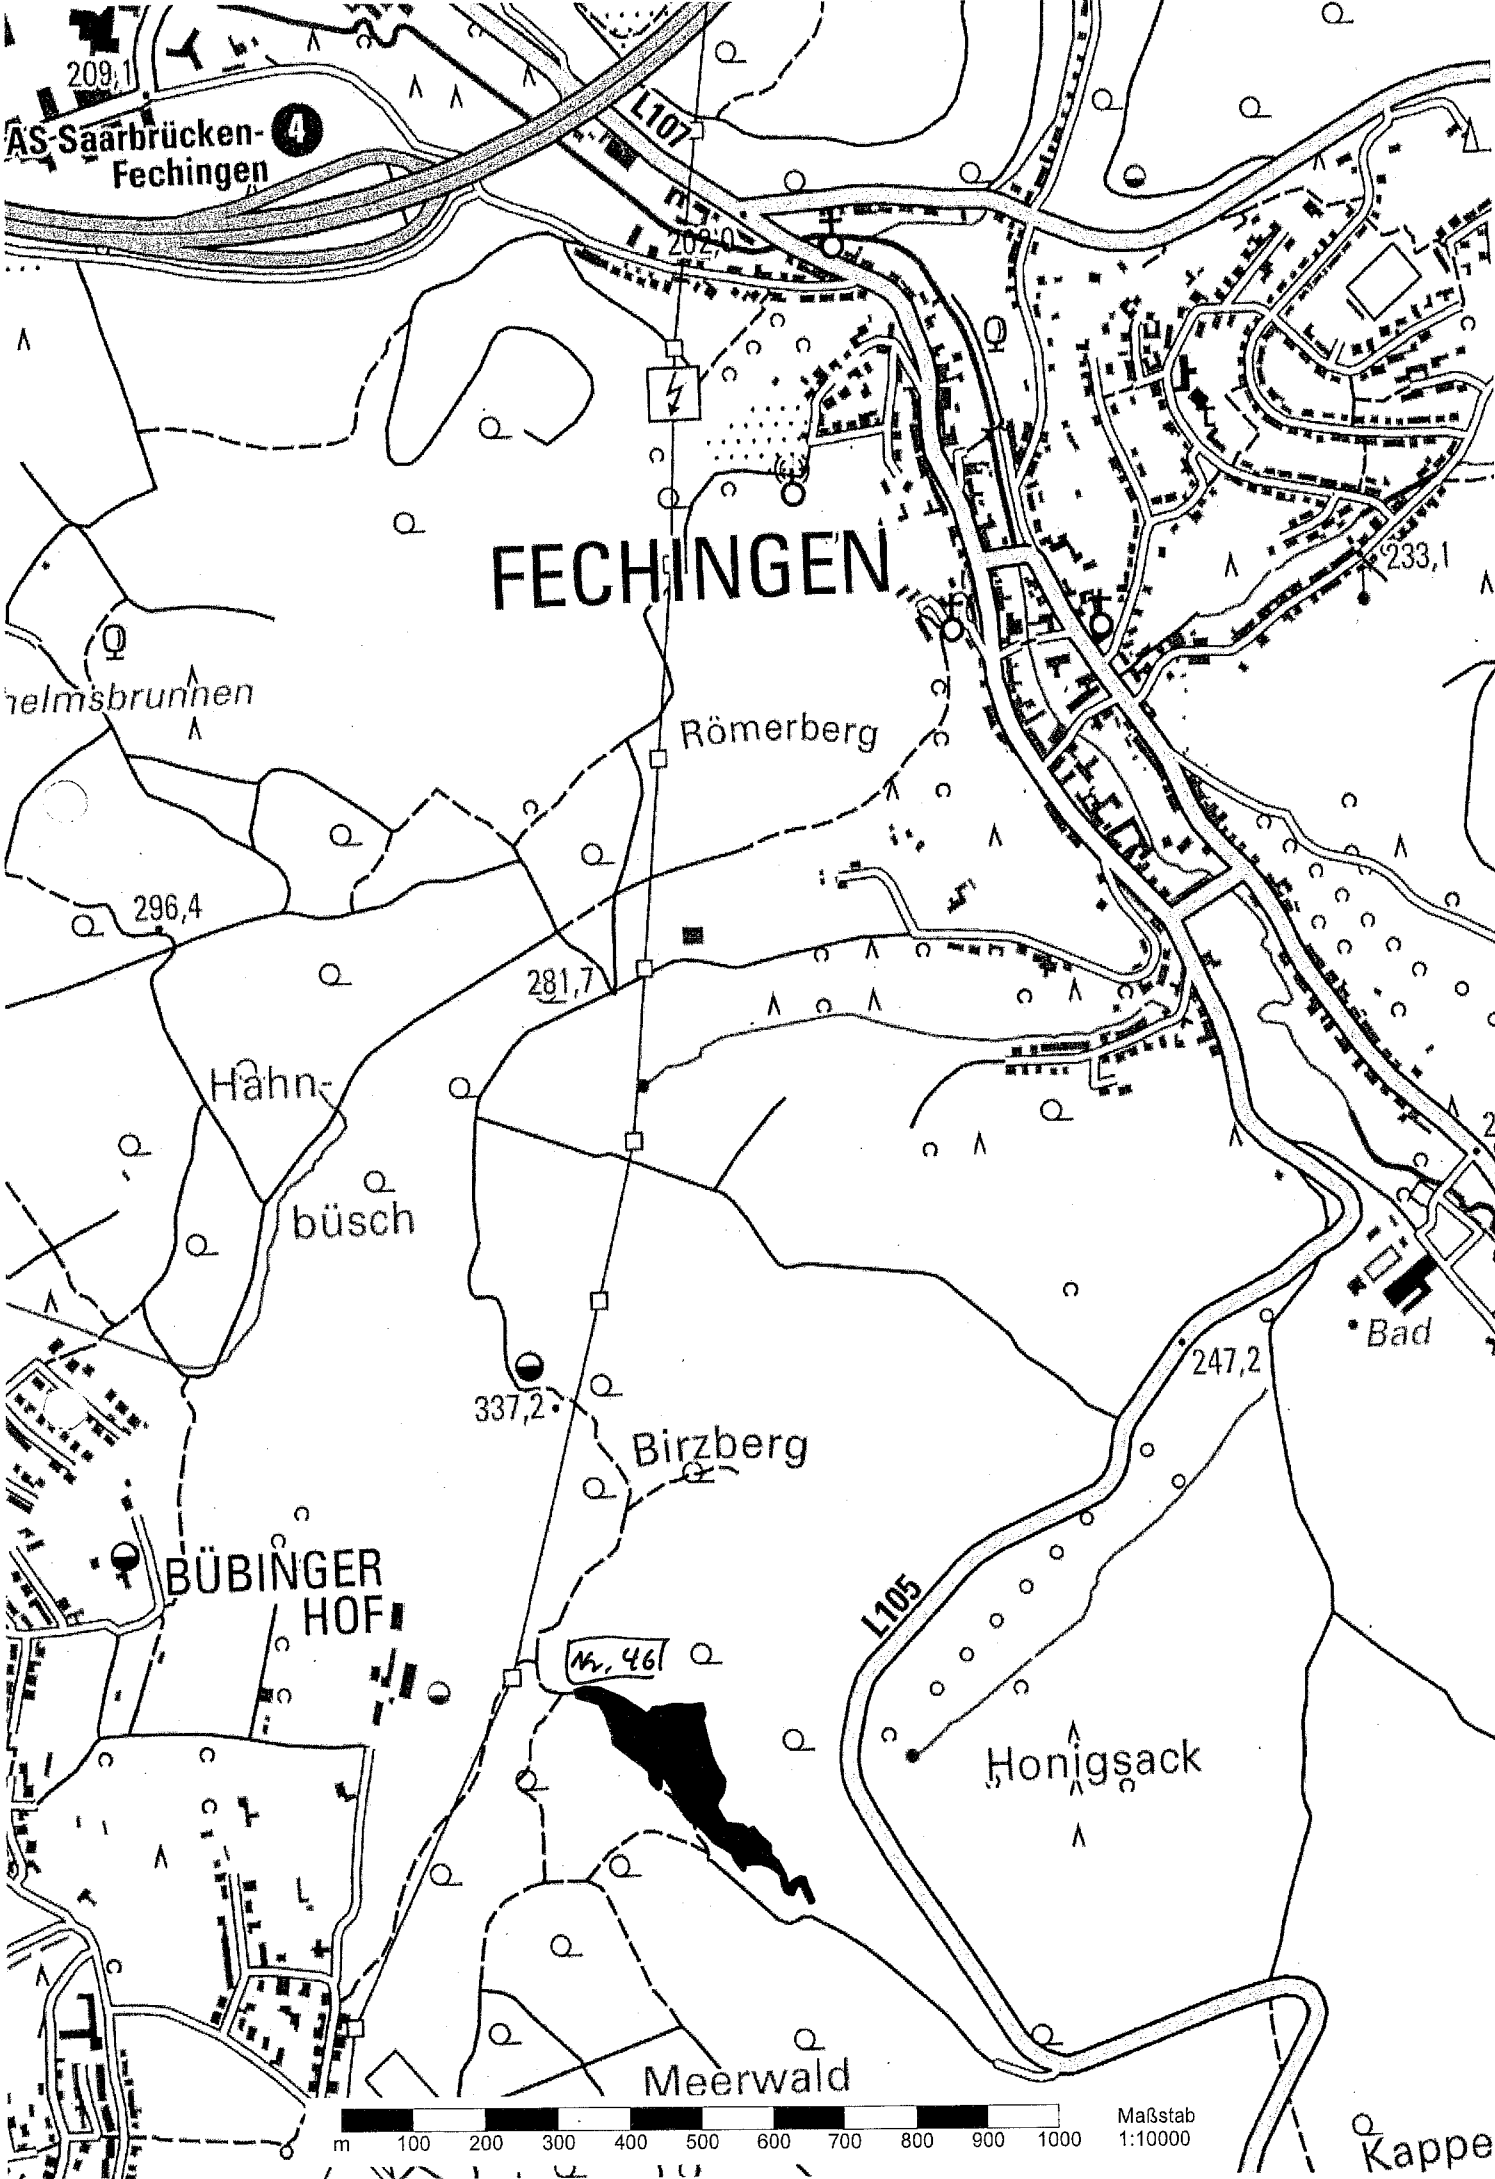 209,1
AS-Saarbrücken-
Fechingen
4
L107
202,0
FECHINGEN
233,1
helmsbrunnen
Römerberg
296,4
281,7
Hahn-
büsch
Bad
247,2
337,2
Birzberg
BÜBINGER
HOF
L105
Nr. 46
Honigsack
Meerwald
m 100 200 300 400 500 600 700 800 900 1000
Maßstab
1:10000
Kappe